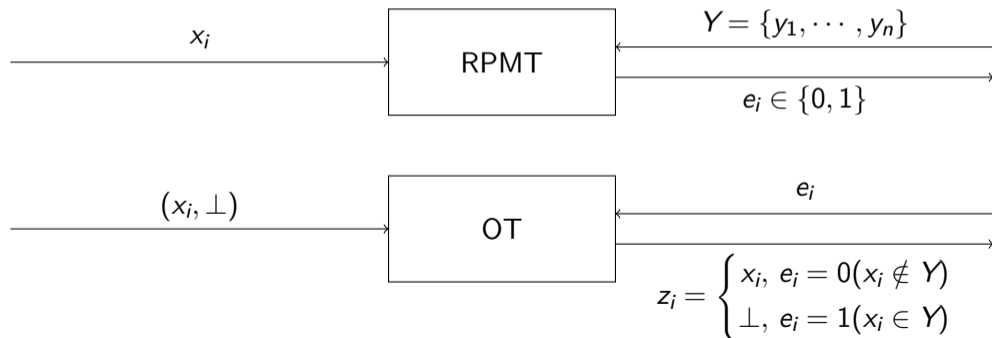 x_i
RPMT
Y = {y_1, ⋯ , y_n}
e_i ∈ {0, 1}
(x_i, ⊥)
OT
e_i
z_i = { x_i, e_i = 0(x_i ∉ Y)
⊥, e_i = 1(x_i ∈ Y)